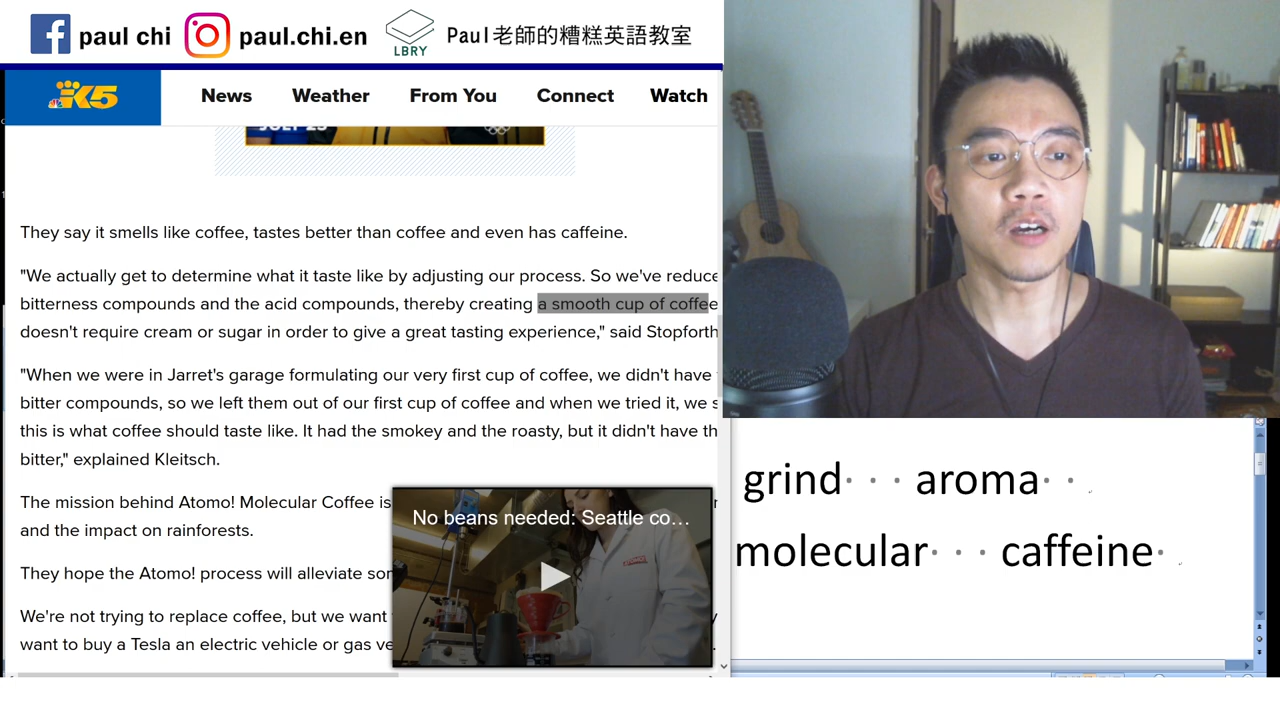 paul chi
paul.chi.en
LBRY
Paul老師的糟糕英語教室
K5
News
Weather
From You
Connect
Watch
JULY 23
They say it smells like coffee, tastes better than coffee and even has caffeine.
"We actually get to determine what it taste like by adjusting our process. So we've reduce
bitterness compounds and the acid compounds, thereby creating a smooth cup of coffee
doesn't require cream or sugar in order to give a great tasting experience," said Stopforth
"When we were in Jarret's garage formulating our very first cup of coffee, we didn't have
bitter compounds, so we left them out of our first cup of coffee and when we tried it, we s
this is what coffee should taste like. It had the smokey and the roasty, but it didn't have th
bitter," explained Kleitsch.
The mission behind Atomo! Molecular Coffee is
and the impact on rainforests.
They hope the Atomo! process will alleviate sor
We're not trying to replace coffee, but we want
want to buy a Tesla an electric vehicle or gas ve
No beans needed: Seattle co...
grind aroma
molecular caffeine